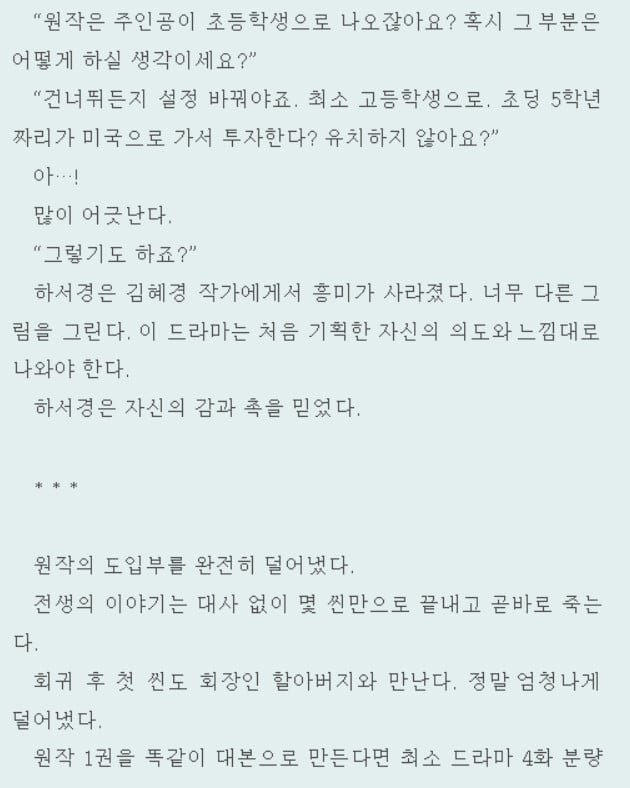 “원작은 주인공이 초등학생으로 나오잖아요? 혹시 그 부분은
어떻게 하실 생각이세요?”
“건너뛰든지 설정 바꿔야죠. 최소 고등학생으로. 초딩 5학년
짜리가 미국으로 가서 투자한다? 유치하지 않아요?”
아…!
많이 어긋난다.
“그렇기도 하죠?”
하서경은 김혜경 작가에게서 흥미가 사라졌다. 너무 다른 그
림을 그린다. 이 드라마는 처음 기획한 자신의 의도와 느낌대로
나와야 한다.
하서경은 자신의 감과 촉을 믿었다.
* * *
원작의 도입부를 완전히 덜어냈다.
전생의 이야기는 대사 없이 몇 씬만으로 끝내고 곧바로 죽는
다.
회귀 후 첫 씬도 회장인 할아버지와 만난다. 정말 엄청나게
덜어냈다.
원작 1권을 똑같이 대본으로 만든다면 최소 드라마 4화 분량